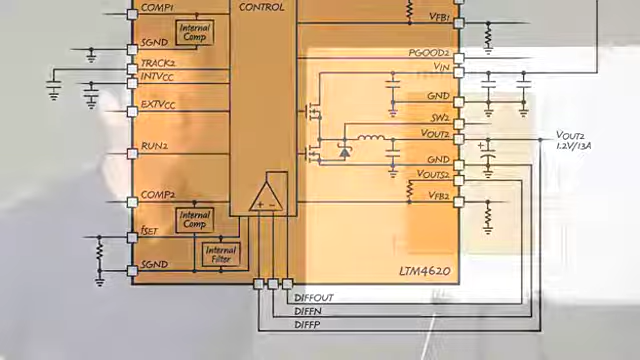 COMP1
CONTROL
Internal
Comp
VFB1
SGND
PGOOD2
TRACK2
VIN
INTVCC
GND
EXTVCC
SW2
VOUT2
VOUT2
1.2V/13A
RUN2
GND
VOUTS2
COMP2
VFB2
Internal
Comp
fSET
Internal
Filter
SGND
LTM4620
DIFFOUT
DIFFN
DIFFP